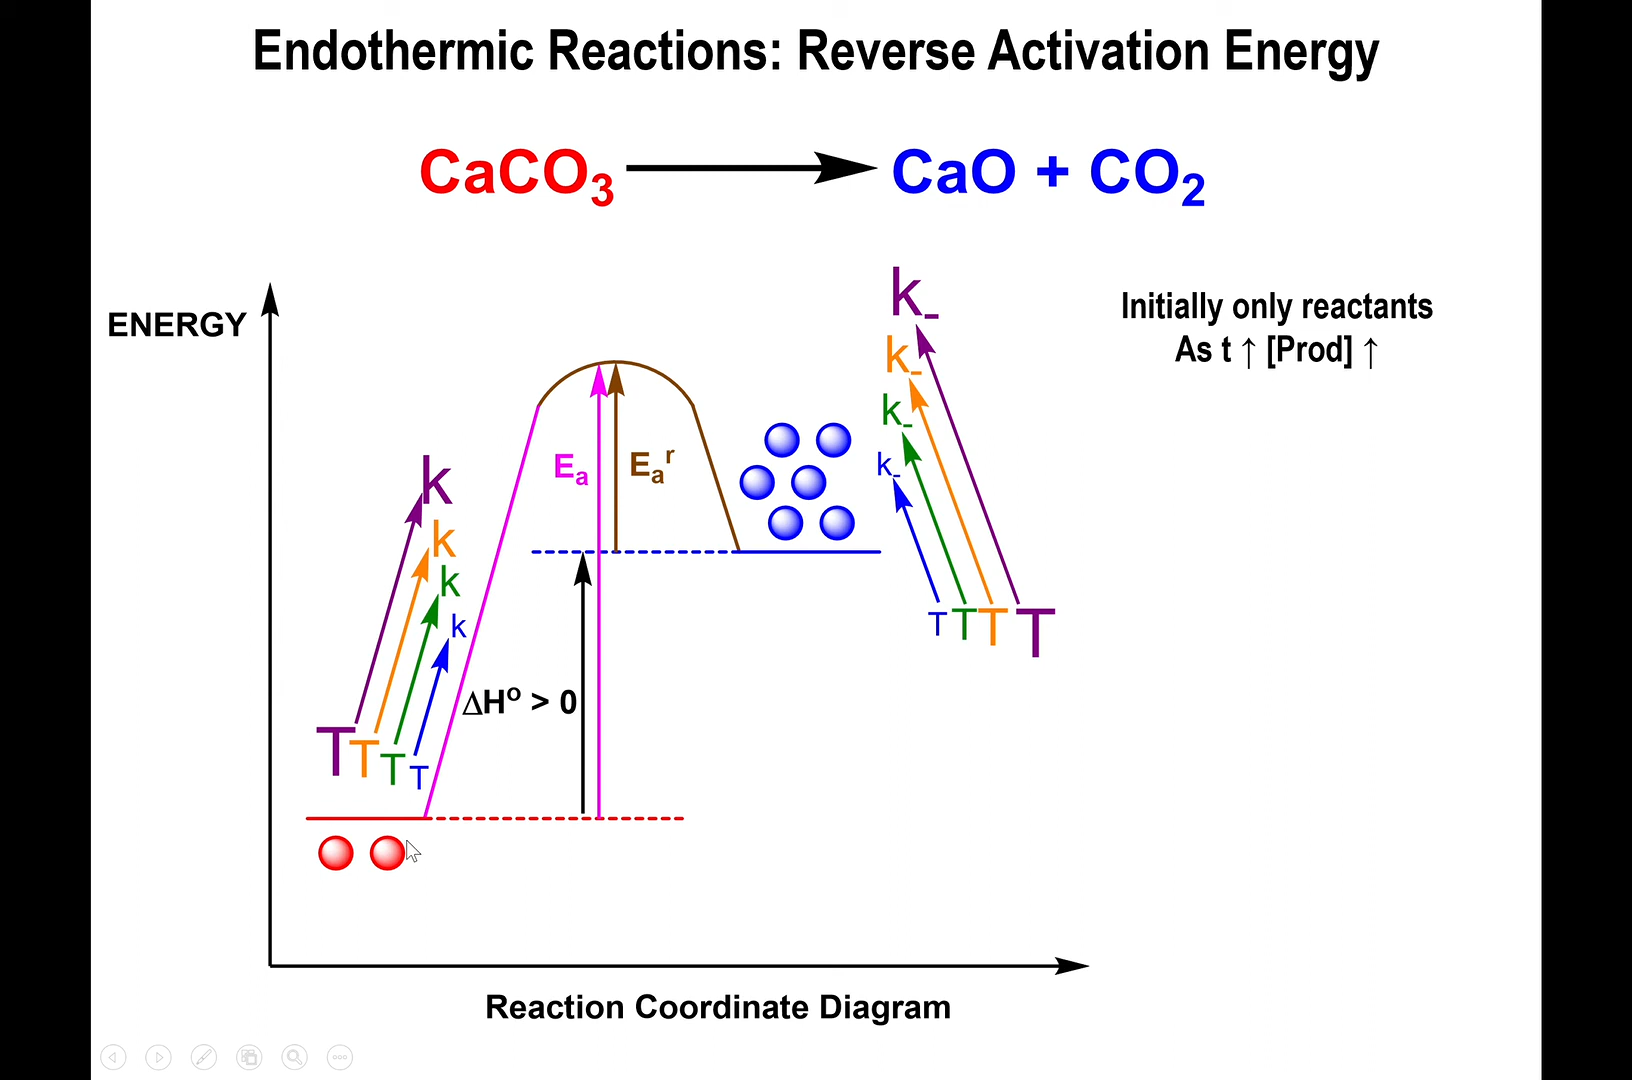 Endothermic Reactions: Reverse Activation Energy
CaCO₃ ⟶ CaO + CO₂
ENERGY
Initially only reactants
As t ↑ [Prod] ↑
k₋
k₋
k₋
k₋
Eₐ
Eₐʳ
k
k
k
k
T T T T
ΔHᵒ > 0
T T T T
Reaction Coordinate Diagram